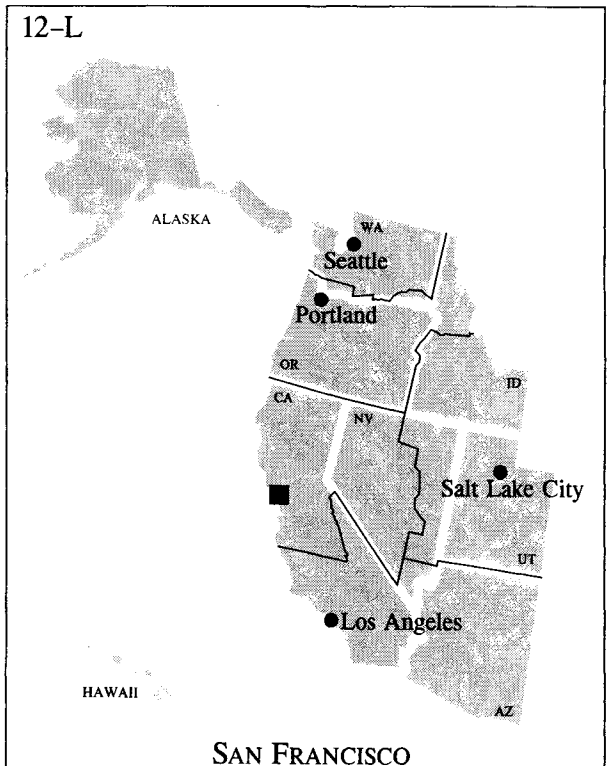 12-L
ALASKA
WA
Seattle
Portland
OR
CA
NV
ID
Salt Lake City
UT
Los Angeles
HAWAII
AZ
SAN FRANCISCO